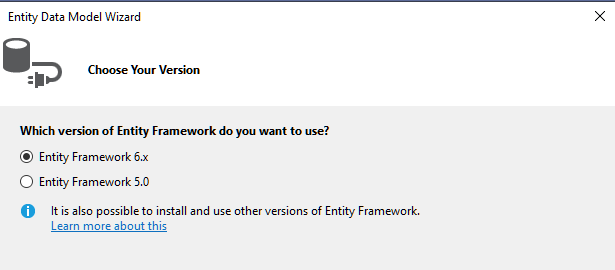 Entity Data Model Wizard
Choose Your Version
Which version of Entity Framework do you want to use?
Entity Framework 6.x
Entity Framework 5.0
It is also possible to install and use other versions of Entity Framework.
Learn more about this